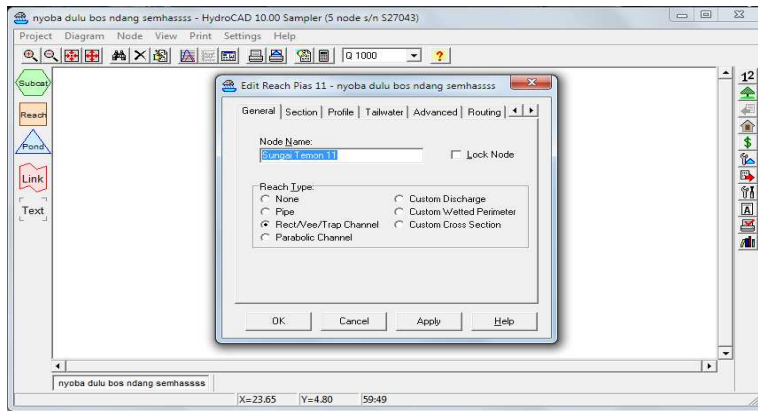 nyoba dulu bos ndang semhassss - HydroCAD 10.00 Sampler (5 node s/n S27043)
Project Diagram Node View Print Settings Help
Q 1000
?
Subcat
Reach
Pond
Link
Text
Edit Reach Pias 11 - nyoba dulu bos ndang semhassss
General Section Profile Tailwater Advanced Routing
Node Name:
Sungai Temon 11
Lock Node
Reach Type:
None Custom Discharge
Pipe Custom Wetted Perimeter
Rect/Vee/Trap Channel Custom Cross Section
Parabolic Channel
OK Cancel Apply Help
12
$
A
nyoba dulu bos ndang semhassss
X=23.65 Y=4.80 59:49